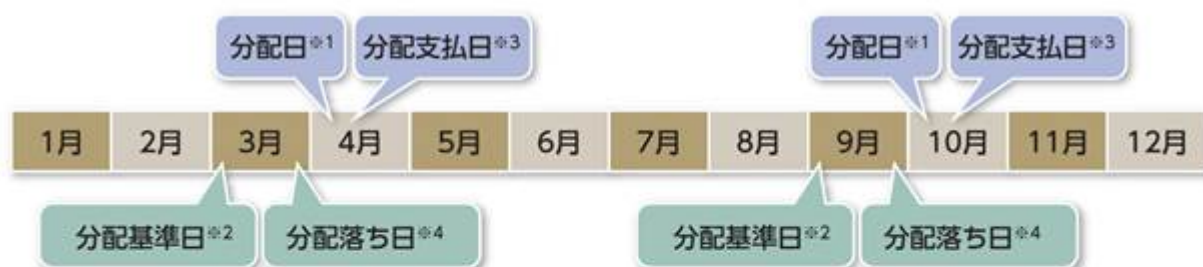 分配日※1 分配支払日※3 分配日※1 分配支払日※3
1月 2月 3月 4月 5月 6月 7月 8月 9月 10月 11月 12月
分配基準日※2 分配落ち日※4 分配基準日※2 分配落ち日※4